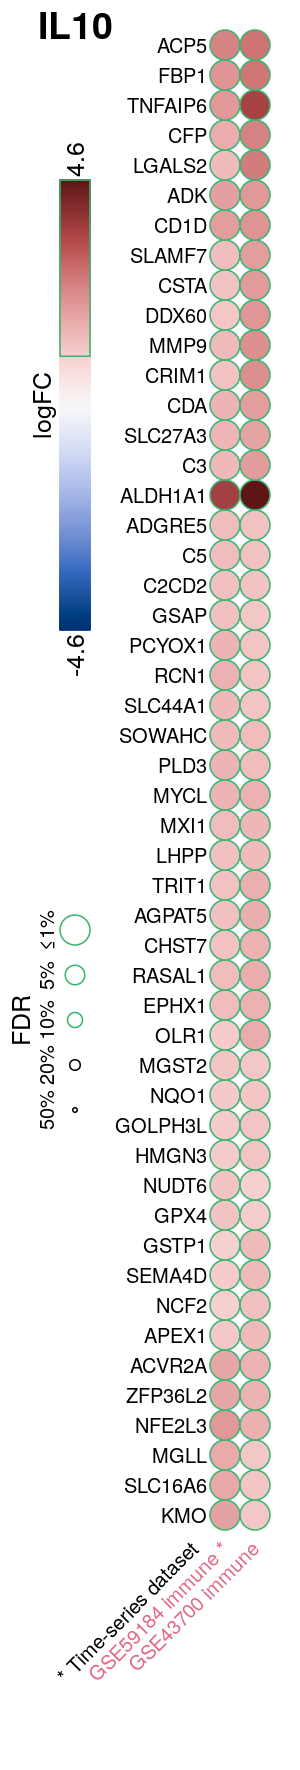 IL10
4.6
logFC
-4.6
ACP5
FBP1
TNFAIP6
CFP
LGALS2
ADK
CD1D
SLAMF7
CSTA
DDX60
MMP9
CRIM1
CDA
SLC27A3
C3
ALDH1A1
ADGRE5
C5
C2CD2
GSAP
PCYOX1
RCN1
SLC44A1
SOWAHC
PLD3
MYCL
MXI1
LHPP
TRIT1
AGPAT5
CHST7
RASAL1
EPHX1
OLR1
MGST2
NQO1
GOLPH3L
HMGN3
NUDT6
GPX4
GSTP1
SEMA4D
NCF2
APEX1
ACVR2A
ZFP36L2
NFE2L3
MGLL
SLC16A6
KMO
FDR
50% 20% 10% 5% ≤1%
* Time-series dataset
GSE59184 immune *
GSE43700 immune